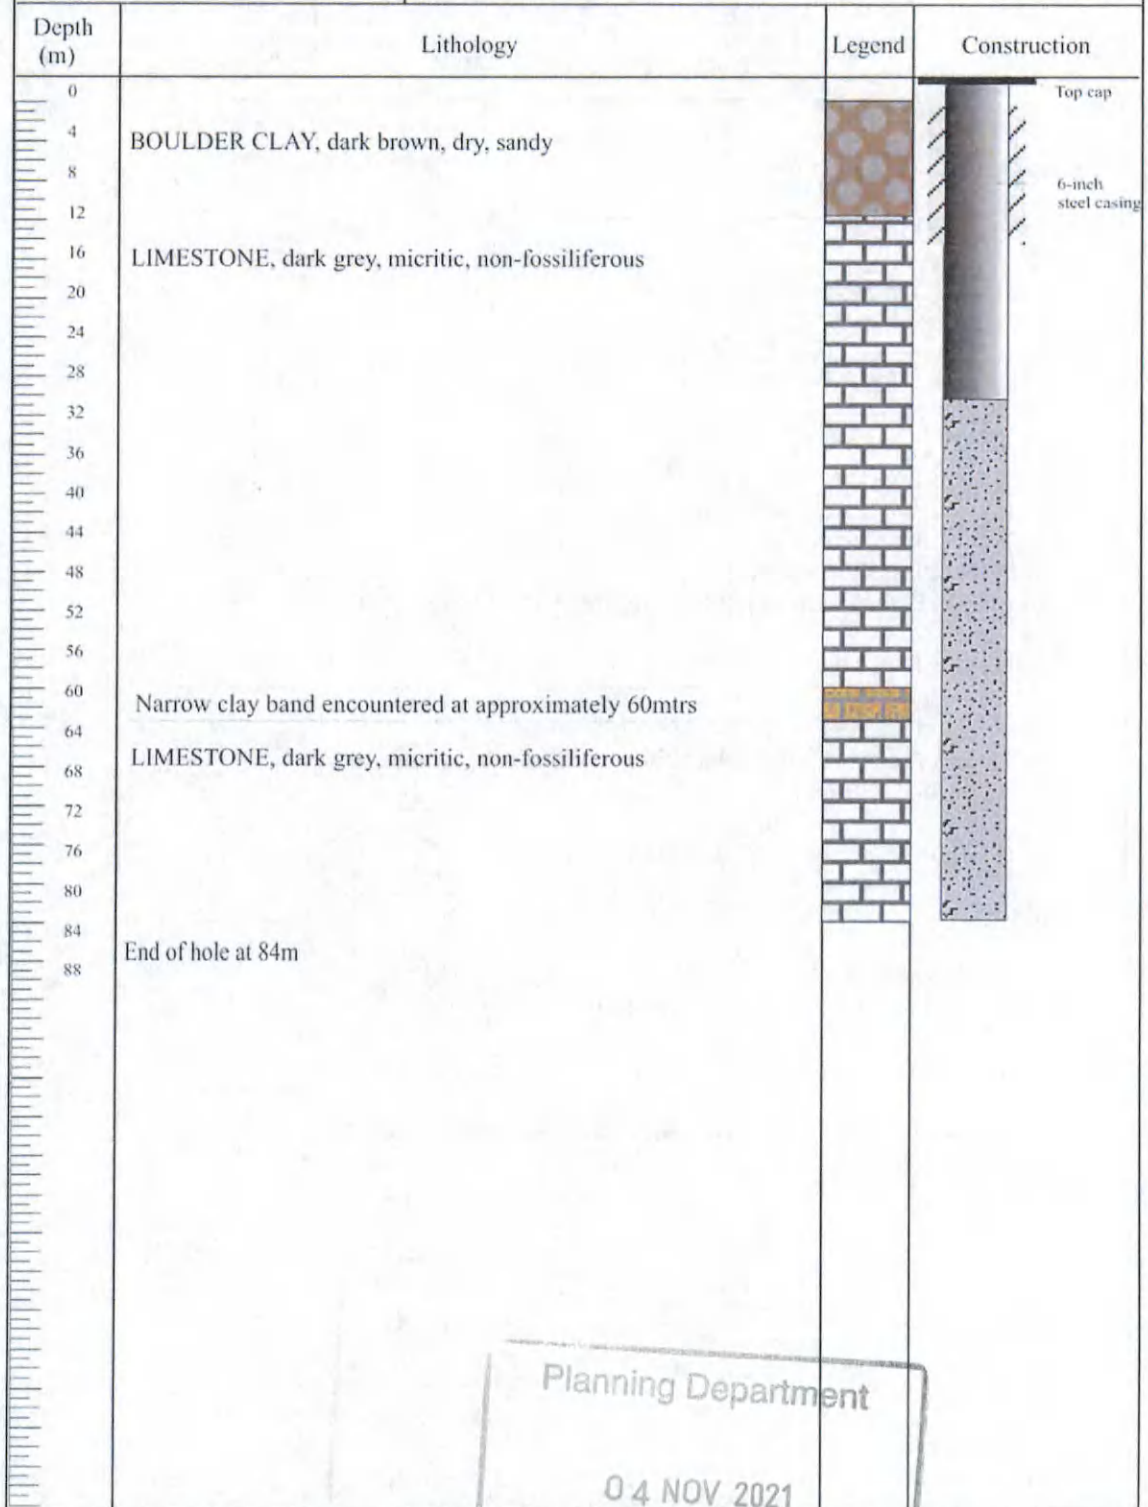 Depth
(m)
Lithology
Legend
Construction
0
Top cap
4
BOULDER CLAY, dark brown, dry, sandy
8
6-inch
steel casing
12
16
LIMESTONE, dark grey, micritic, non-fossiliferous
20
24
28
32
36
40
44
48
52
56
60
Narrow clay band encountered at approximately 60mtrs
64
LIMESTONE, dark grey, micritic, non-fossiliferous
68
72
76
80
84
End of hole at 84m
88
Planning Department
04 NOV 2021